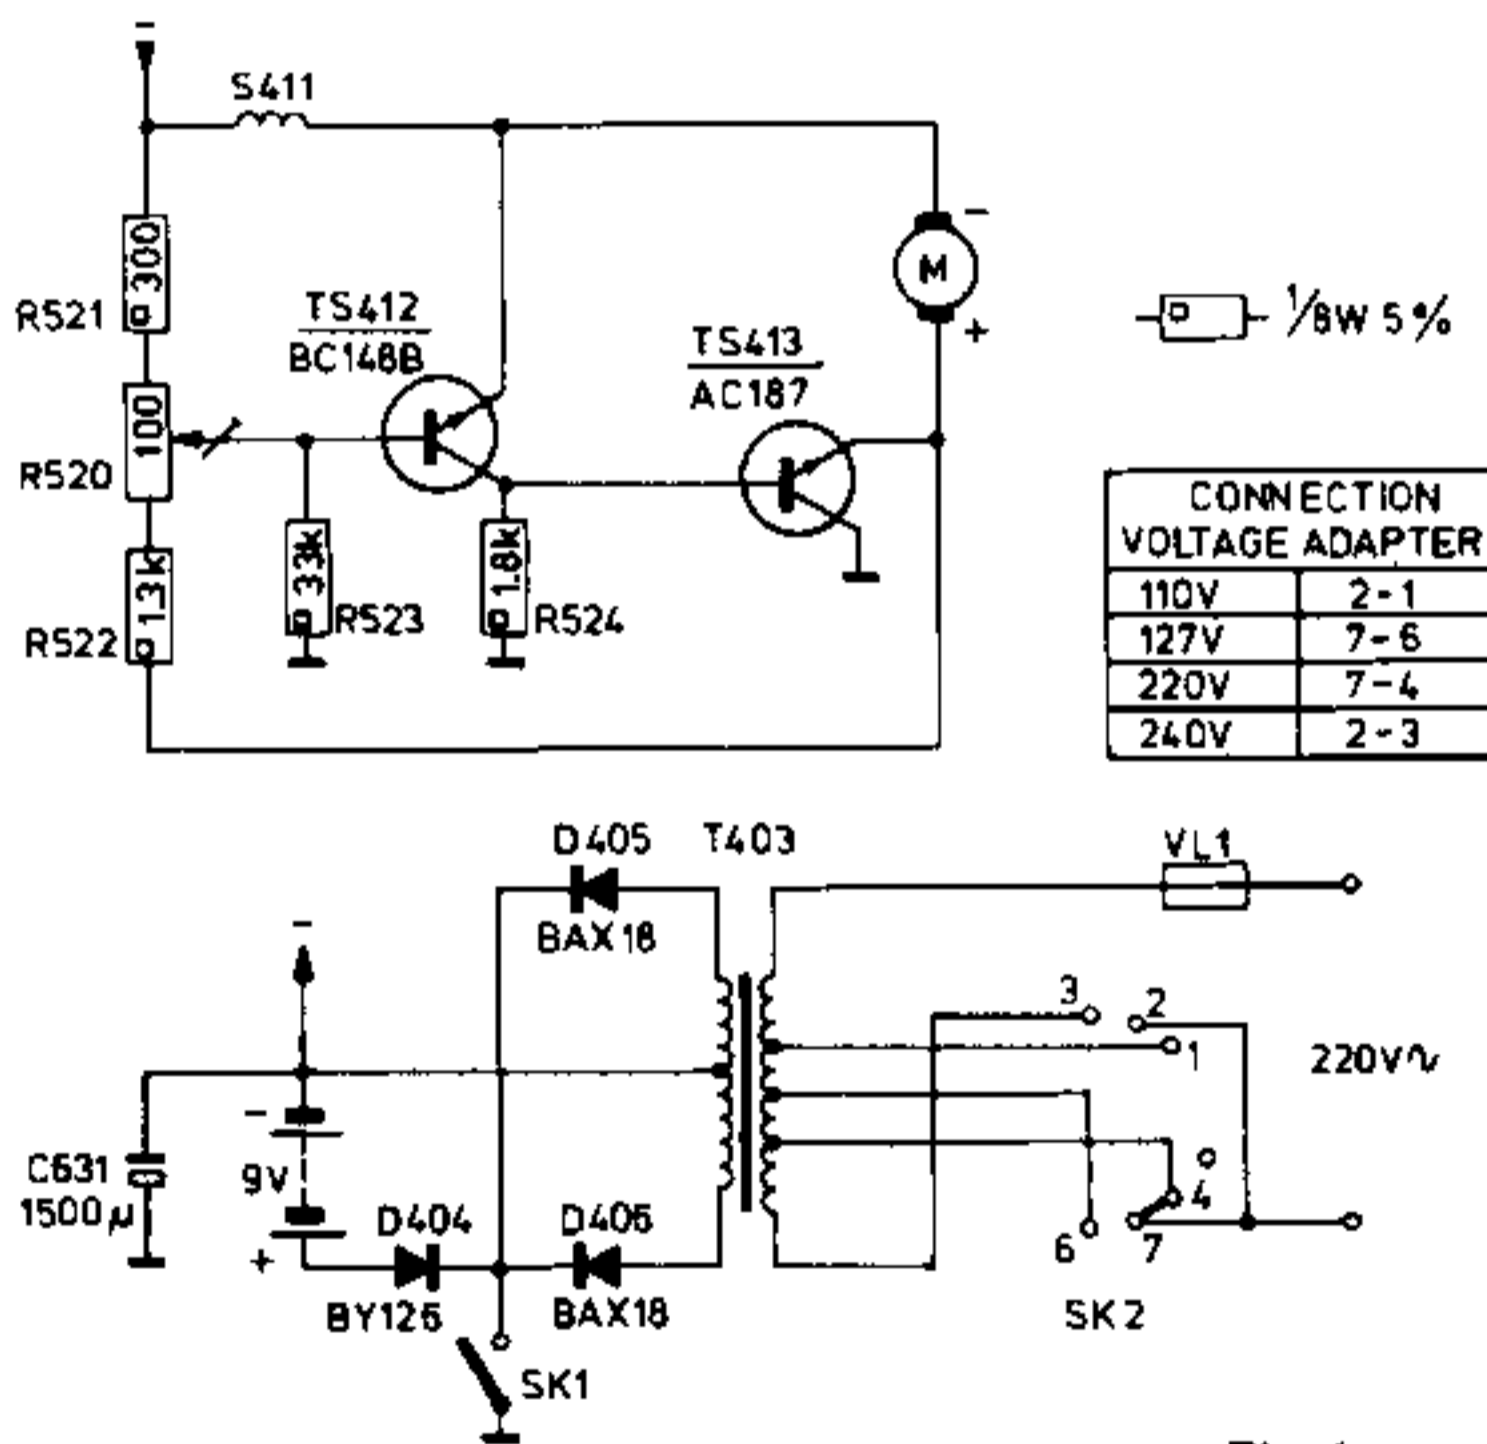 -
S411
300
R521
TS412
BC148B
TS413
AC187
M
-
+
1/8W 5%
100
R520
CONNECTION
VOLTAGE ADAPTER
110V 2-1
127V 7-6
220V 7-4
240V 2-3
1.3k
R522
33k
R523
1.8k
R524
D405
BAX18
T403
VL1
-
3
2
1
220V~
-
C631
1500µ
9V
+
D404
BY126
D406
BAX18
4
6
7
SK2
SK1